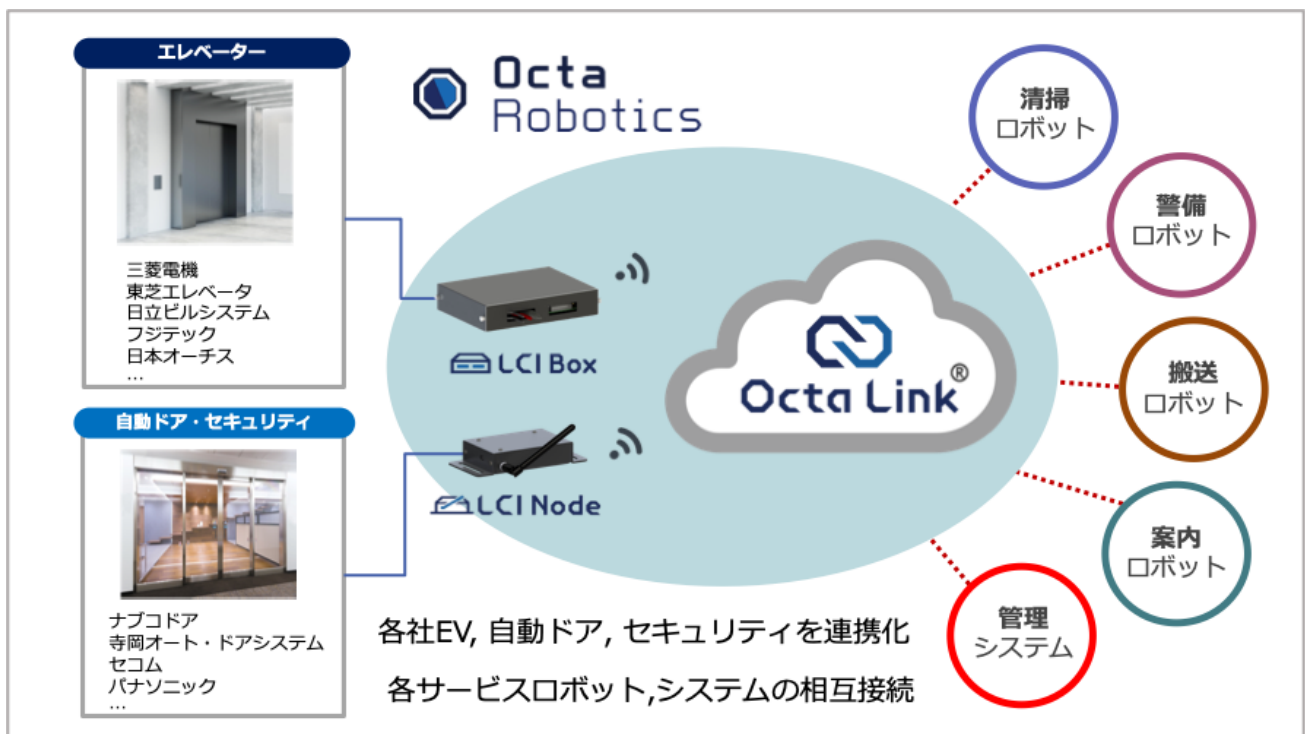 エレベーター
三菱電機
東芝エレベータ
日立ビルシステム
フジテック
日本オーチス
…
自動ドア・セキュリティ
ナブコドア
寺岡オート・ドアシステム
セコム
パナソニック
…
Octa
Robotics
LCI Box
LCI Node
Octa Link®
清掃
ロボット
警備
ロボット
搬送
ロボット
案内
ロボット
管理
システム
各社EV, 自動ドア, セキュリティを連携化
各サービスロボット,システムの相互接続